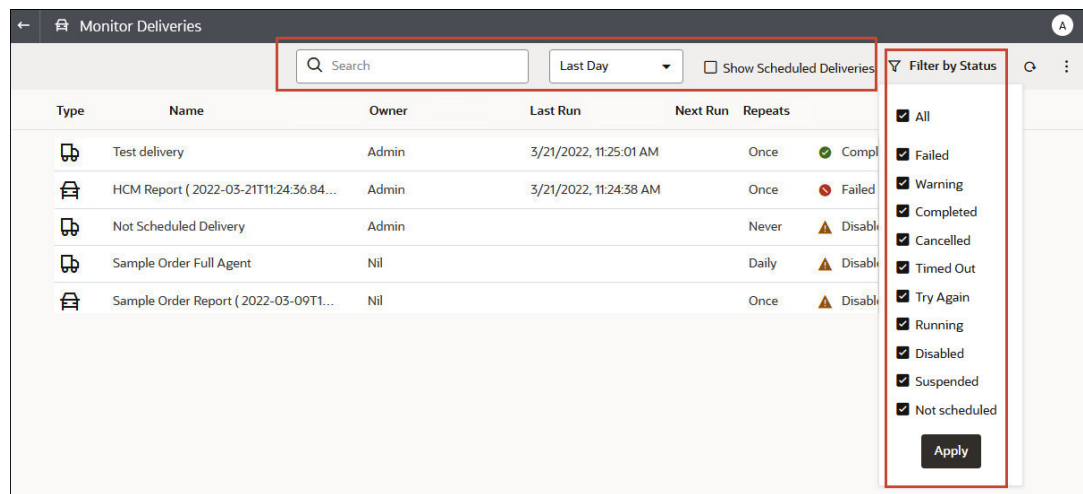 Monitor Deliveries
A
Search
Last Day
Show Scheduled Deliveries
Filter by Status
Type Name Owner Last Run Next Run Repeats
Test delivery Admin 3/21/2022, 11:25:01 AM Once Compl
HCM Report ( 2022-03-21T11:24:36.84... Admin 3/21/2022, 11:24:38 AM Once Failed
Not Scheduled Delivery Admin Never Disabl
Sample Order Full Agent Nil Daily Disabl
Sample Order Report ( 2022-03-09T1... Nil Once Disabl
All
Failed
Warning
Completed
Cancelled
Timed Out
Try Again
Running
Disabled
Suspended
Not scheduled
Apply